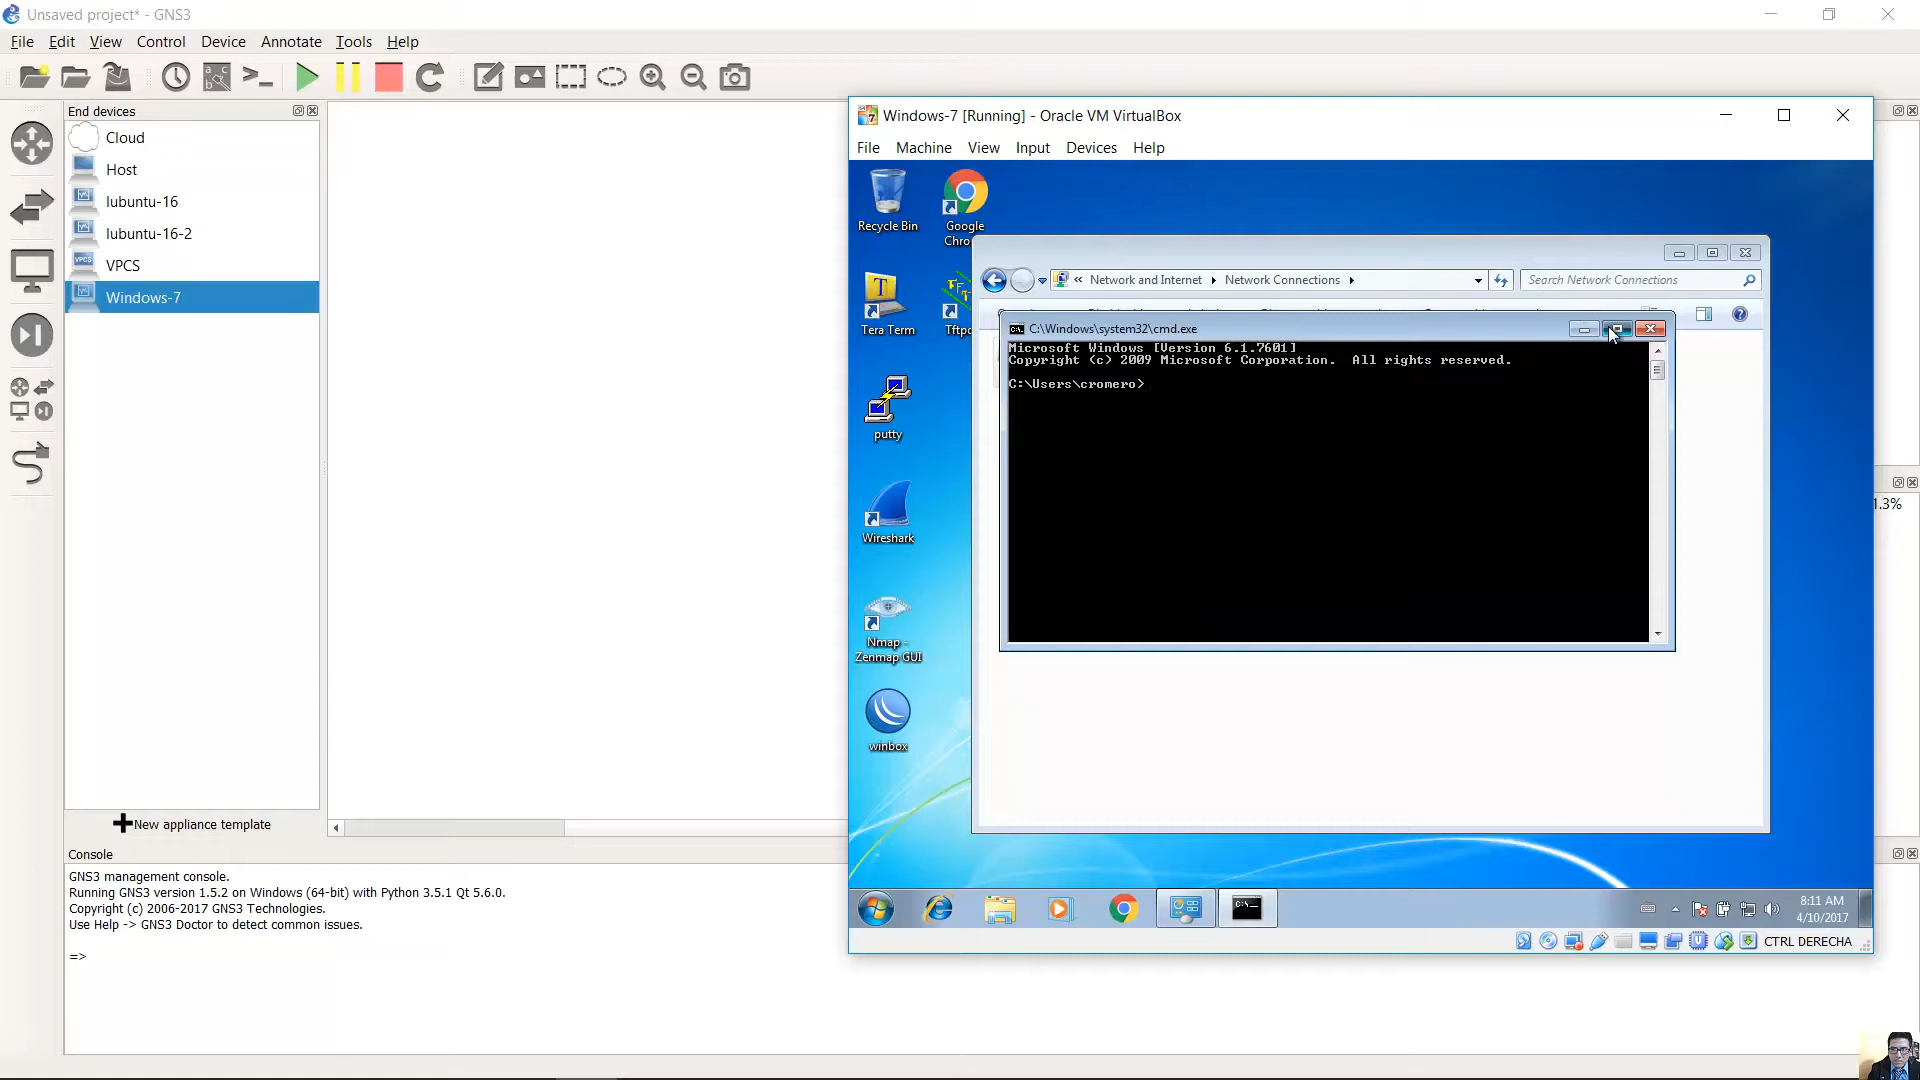 Unsaved project* - GNS3
File Edit View Control Device Annotate Tools Help
End devices
Cloud
Host
lubuntu-16
lubuntu-16-2
VPCS
VPCS
Windows-7
New appliance template
Console
GNS3 management console.
Running GNS3 version 1.5.2 on Windows (64-bit) with Python 3.5.1 Qt 5.6.0.
Copyright (c) 2006-2017 GNS3 Technologies.
Use Help -> GNS3 Doctor to detect common issues.
=>
1.3%
Windows-7 [Running] - Oracle VM VirtualBox
File Machine View Input Devices Help
Recycle Bin
Google
Chro
Tera Term
Tftpc
putty
Wireshark
Nmap -
Zenmap GUI
winbox
« Network and Internet Network Connections
Search Network Connections
C:\Windows\system32\cmd.exe
Microsoft Windows [Version 6.1.7601]
Copyright (c) 2009 Microsoft Corporation. All rights reserved.
C:\Users\cromero>
8:11 AM
4/10/2017
CTRL DERECHA